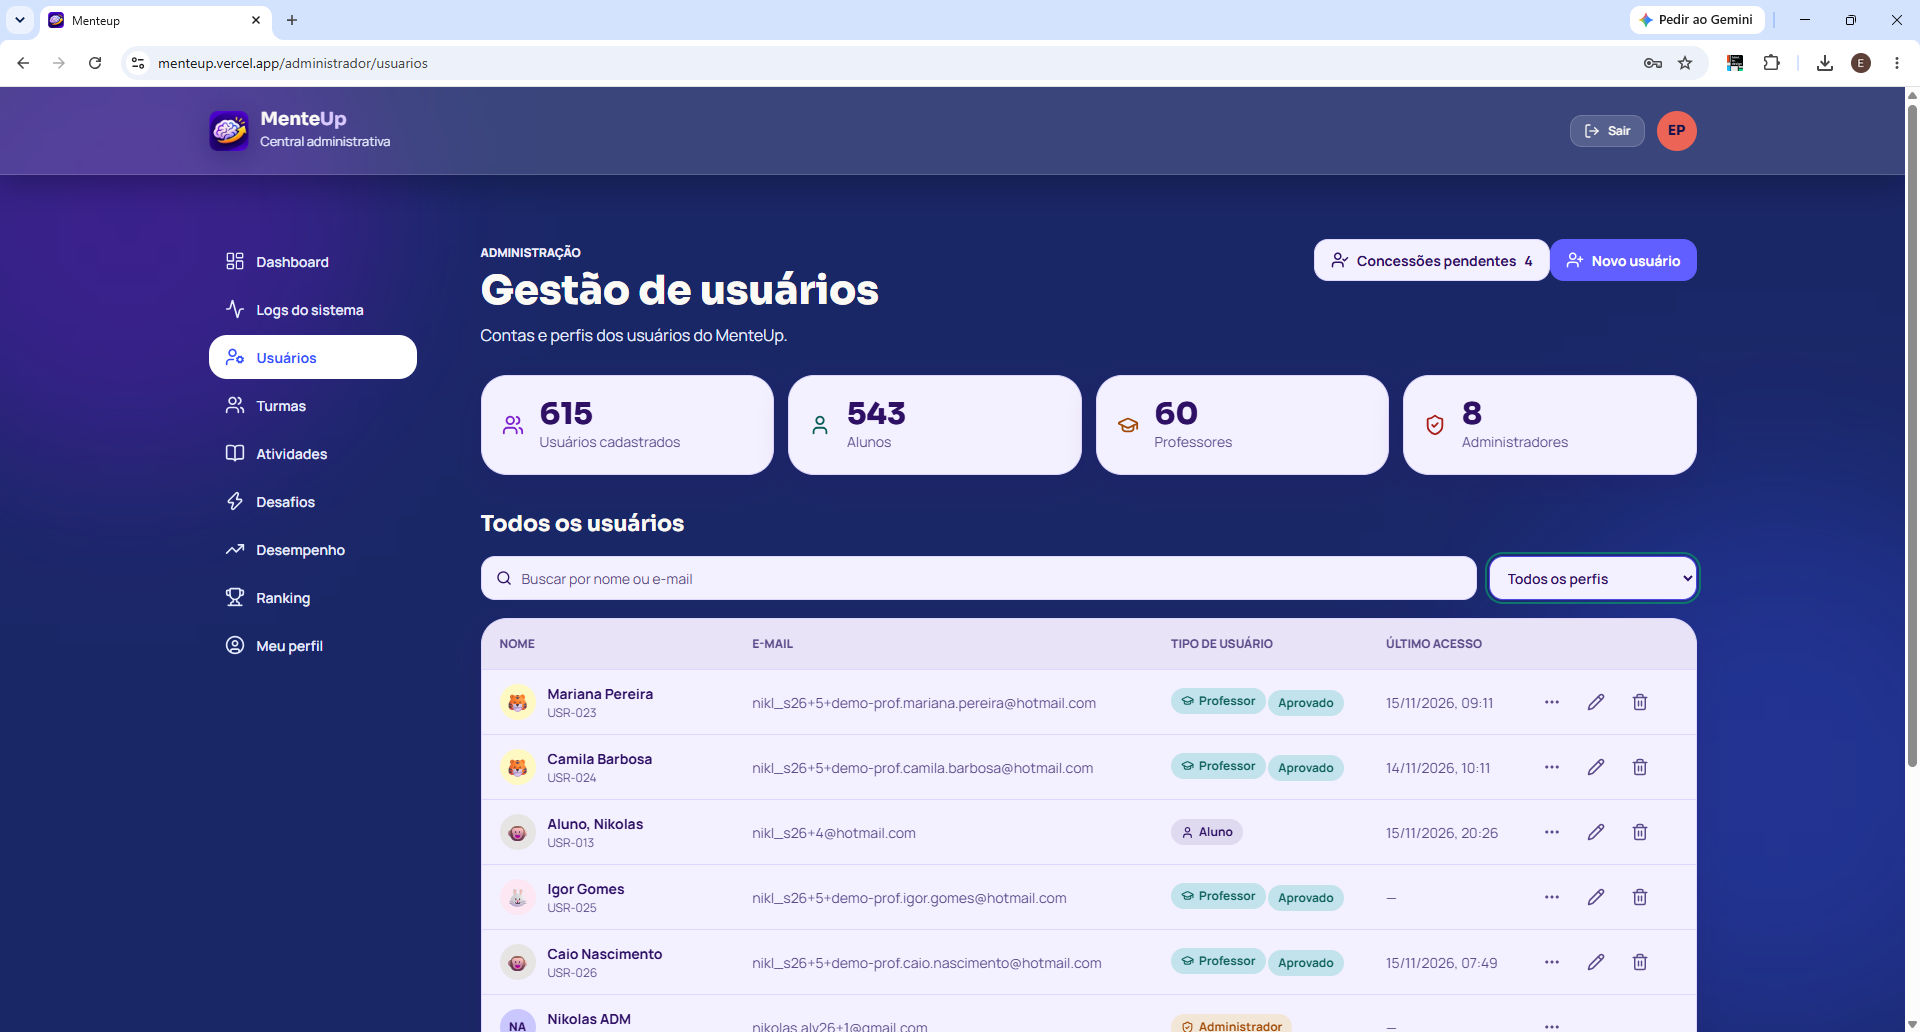 Menteup
Pedir ao Gemini
menteup.vercel.app/administrador/usuarios
E
MenteUp
Central administrativa
Sair
EP
Dashboard
Logs do sistema
Usuários
Turmas
Atividades
Desafios
Desempenho
Ranking
Meu perfil
ADMINISTRAÇÃO
Gestão de usuários
Contas e perfis dos usuários do MenteUp.
Concessões pendentes 4
Novo usuário
615
Usuários cadastrados
543
Alunos
60
Professores
8
Administradores
Todos os usuários
Buscar por nome ou e-mail
Todos os perfis
NOME E-MAIL TIPO DE USUÁRIO ÚLTIMO ACESSO
Mariana Pereira
USR-023
nikl_s26+5+demo-prof.mariana.pereira@hotmail.com
Professor Aprovado
15/11/2026, 09:11
Camila Barbosa
USR-024
nikl_s26+5+demo-prof.camila.barbosa@hotmail.com
Professor Aprovado
14/11/2026, 10:11
Aluno, Nikolas
USR-013
nikl_s26+4@hotmail.com
Aluno
15/11/2026, 20:26
Igor Gomes
USR-025
nikl_s26+5+demo-prof.igor.gomes@hotmail.com
Professor Aprovado
—
Caio Nascimento
USR-026
nikl_s26+5+demo-prof.caio.nascimento@hotmail.com
Professor Aprovado
15/11/2026, 07:49
NA
Nikolas ADM
nikolas.alv26+1@gmail.com
Administrador
—